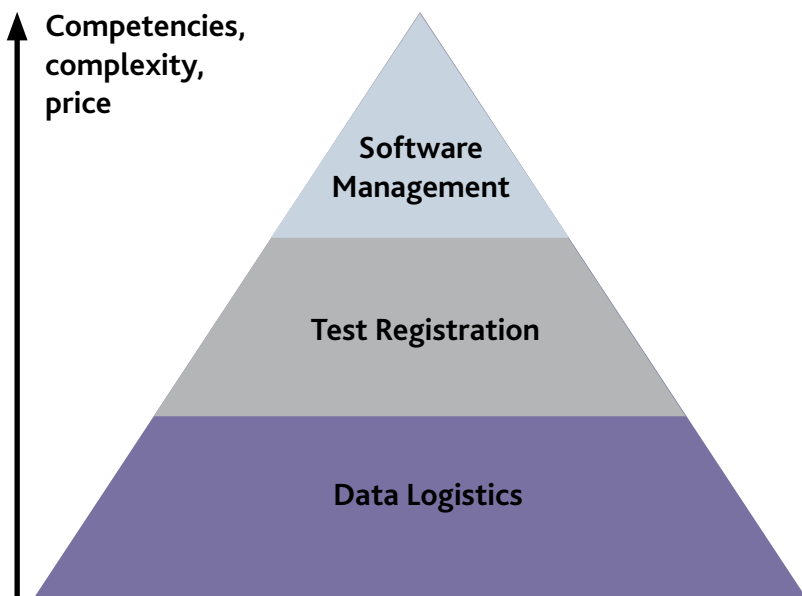 Competencies,
complexity,
price
Software
Management
Test Registration
Data Logistics